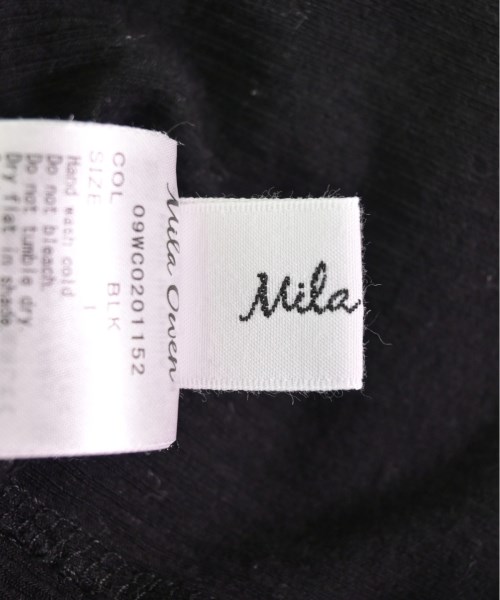 Mila
Mila Owen
09WC0201152
COL BLK
SIZE 1
Hand wash cold
Do not bleach.
Do not tumble dry
Dry flat in shade